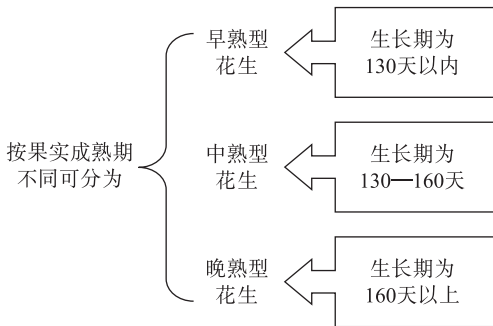 按果实成熟期
不同可分为
早熟型
花生
生长期为
130天以内
中熟型
花生
生长期为
130—160天
晚熟型
花生
生长期为
160天以上